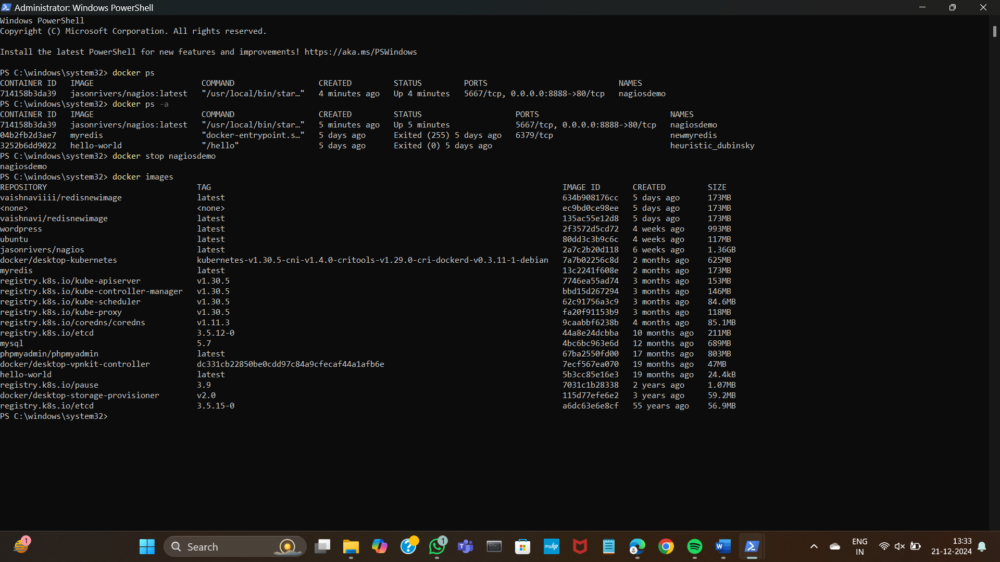 Administrator: Windows PowerShell
Windows PowerShell
Copyright (C) Microsoft Corporation. All rights reserved.
Install the latest PowerShell for new features and improvements! https://aka.ms/PSWindows
PS C:\windows\system32> docker ps
CONTAINER ID   IMAGE                       COMMAND                  CREATED         STATUS         PORTS                            NAMES
714158b3da39   jasonrivers/nagios:latest   "/usr/local/bin/star…"   4 minutes ago   Up 4 minutes   5667/tcp, 0.0.0.0:8888->80/tcp   nagiosdemo
PS C:\windows\system32> docker ps -a
CONTAINER ID   IMAGE                       COMMAND                  CREATED         STATUS                    PORTS                            NAMES
714158b3da39   jasonrivers/nagios:latest   "/usr/local/bin/star…"   5 minutes ago   Up 5 minutes              5667/tcp, 0.0.0.0:8888->80/tcp   nagiosdemo
04b2fb2d3ae7   myredis                     "docker-entrypoint.s…"   5 days ago      Exited (255) 5 days ago   6379/tcp                         newmyredis
3252b6dd9022   hello-world                 "/hello"                 5 days ago      Exited (0) 5 days ago                                      heuristic_dubinsky
PS C:\windows\system32> docker stop nagiosdemo
nagiosdemo
PS C:\windows\system32> docker images
REPOSITORY   TAG   IMAGE ID   CREATED   SIZE
vaishnaviiii/redisnewimage   latest   634b908176cc   5 days ago   173MB
<none>   <none>   ec9bd0ce98ee   5 days ago   173MB
vaishnavi/redisnewimage   latest   135ac55e12d8   5 days ago   173MB
wordpress   latest   2f3572d5cd72   4 weeks ago   993MB
ubuntu   latest   80dd3c3b9c6c   4 weeks ago   117MB
jasonrivers/nagios   latest   2a7c2b20d118   6 weeks ago   1.36GB
docker/desktop-kubernetes   kubernetes-v1.30.5-cni-v1.4.0-critools-v1.29.0-cri-dockerd-v0.3.11-1-debian   7a7b02256c8d   2 months ago   625MB
myredis   latest   13c2241f608e   2 months ago   173MB
registry.k8s.io/kube-apiserver   v1.30.5   7746ea55ad74   3 months ago   153MB
registry.k8s.io/kube-controller-manager   v1.30.5   bbd15d267294   3 months ago   146MB
registry.k8s.io/kube-scheduler   v1.30.5   62c91756a3c9   3 months ago   84.6MB
registry.k8s.io/kube-proxy   v1.30.5   fa20f91153b9   3 months ago   118MB
registry.k8s.io/coredns/coredns   v1.11.3   9caabbf6238b   4 months ago   85.1MB
registry.k8s.io/etcd   3.5.12-0   44a8e24dcbba   10 months ago   211MB
mysql   5.7   4bc6bc963e6d   12 months ago   689MB
phpmyadmin/phpmyadmin   latest   67ba2550fd00   17 months ago   803MB
docker/desktop-vpnkit-controller   dc331cb22850be0cdd97c84a9cfecaf44a1afb6e   7ecf567ea070   19 months ago   47MB
hello-world   latest   5b3cc85e16e3   19 months ago   24.4kB
registry.k8s.io/pause   3.9   7031c1b28338   2 years ago   1.07MB
docker/desktop-storage-provisioner   v2.0   115d77efe6e2   3 years ago   59.2MB
registry.k8s.io/etcd   3.5.15-0   a6dc63e6e8cf   55 years ago   56.9MB
PS C:\windows\system32>
1
Search
1
myhp
ENG
IN
13:33
21-12-2024